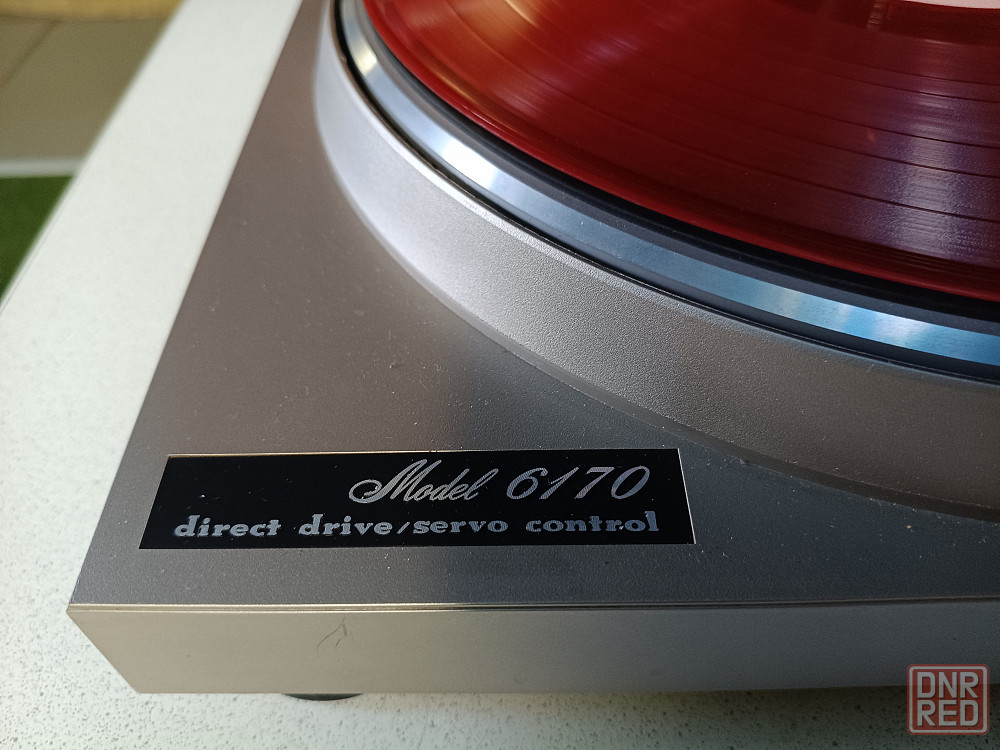 Model 6170
direct drive/servo control
DNR
RED